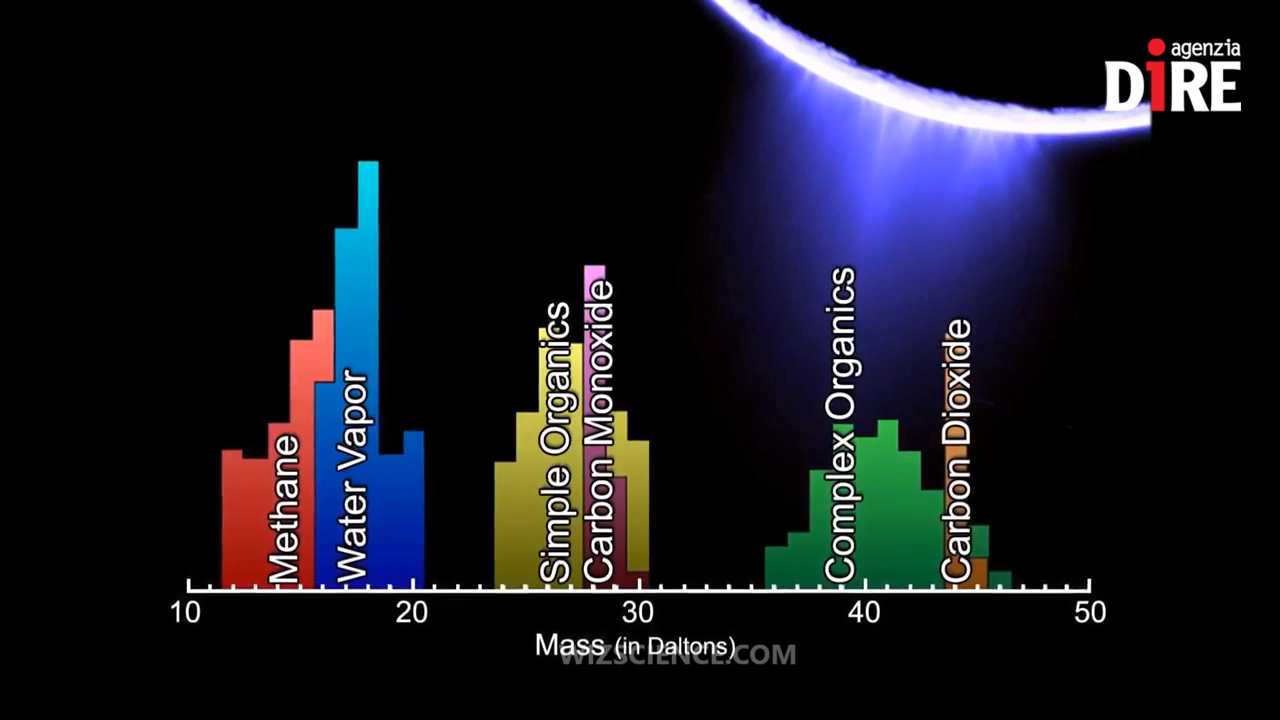 agenzia
DiRE
Methane
Water Vapor
Simple Organics
Carbon Monoxide
Complex Organics
Carbon Dioxide
10 20 30 40 50
Mass (in Daltons)
WIZSCIENCE.COM